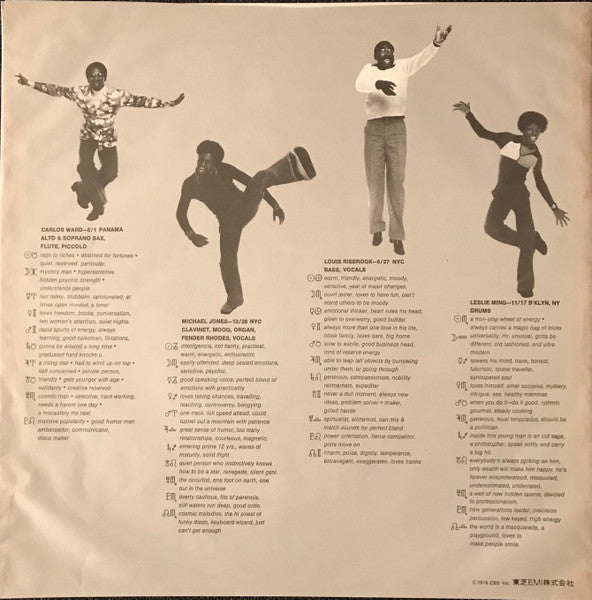 CARLOS WARD—5/1 PANAMA
ALTO & SOPRANO SAX,
FLUTE, PICCOLO
rags to riches • destined for fortunes •
quiet, reserved, particular.
mystery man • hypersensitive
hidden psychic strength •
understands people
fast talker, stubborn, opinionated, at
times open minded, a loner
loves freedom, books, conversation,
two women's attention, quiet nights.
rapid spurts of energy, always
learning, good salesman, flirtations,
gonna be around a long time •
graduated hard knocks u.
a rising star • had to wind up on top •
self concerned • private person,
friendly • gets younger with age •
solitude • creative reservoir.
cosmic man • selective, hard working,
needs a harem one day •
a monastery the next
massive popularity • good humor man
ambassador, communicator,
disco maker
MICHAEL JONES—12/26 NYC
CLAVINET, MOOG, ORGAN,
FENDER RHODES, VOCALS
intelligencia, not flashy, practical,
warm, energetic, enthusiastic
easily offended, deep seated emotions,
sensitive, psychic,
good speaking voice, perfect blend of
emotions with practicality
loves taking chances, travelling,
teaching, controversy, boogying
one track, full speed ahead, could
tunnel out a mountain with patience
great sense of humor, too many
relationships, courteous, magnetic,
entering prime 12 yrs., waves of
maturity, solid flight
quiet person who instinctively knows
how to be a star, renegade, silent genl.
the occultist, one foot on earth, one
out in the universe
overly cautious, fits of paranoia,
still waters run deep, good critic
cosmic melodies, the hr priest of
funky disco, keyboard wizard, just
can't get enough
LOUIS RISBROOK—6/27 NYC
BASS, VOCALS
warm, friendly, energetic, moody,
sensitive, year of major changes.
court jester, loves to have fun, can't
stand others to be moody
emotional thinker, heart rules his head,
given to overwork, good builder
always more than one love in his life,
close family, loves cars, big home
slow to excite, good business head,
tons of reserve energy
able to leap tall objects by burrowing
under them, or going through
generous, compassionate, nobility
reincarnate, expediter
never a dull moment, always new
ideas, problem solver • maker,
gifted hands
spiritualist, alchemist, can mix &
march sounds for perfect blend
power orientation, fierce competitor,
gotta move on
charm, poise, dignity, temperance,
extravagant, exaggerates, loves franks
LESLIE MING—11/17 B'KLYN, NY
DRUMS
a non-stop wheel of energy •
always carries a magic bag of tricks
universality, mr. unusual, gotta be
different, old fashioned, and ultra
modern
speaks his mind, frank, honest,
futuristic, space traveller,
syncopated soul
loves himself, other scorpios, mystery,
intrigue, sex, healthy mammas
when you do it—do it good, rythmic
gourmet, steady cooking
generous, royal tenacious, should be
a politician
inside this young man is an old sage,
a philosopher, speak softly and carry
a big hit.
everybody's always picking on him,
only wealth will make him happy, he's
forever misunderstood, misquoted,
underestimated, underrated,
a well of new hidden talents, devoted
to professionalism,
new generations leader, precision
percussion, low keyed, high energy
the world is a masquerade, a
playground, loves to
make people smile.
© 1976 CBS Inc. 東芝EMI株式会社